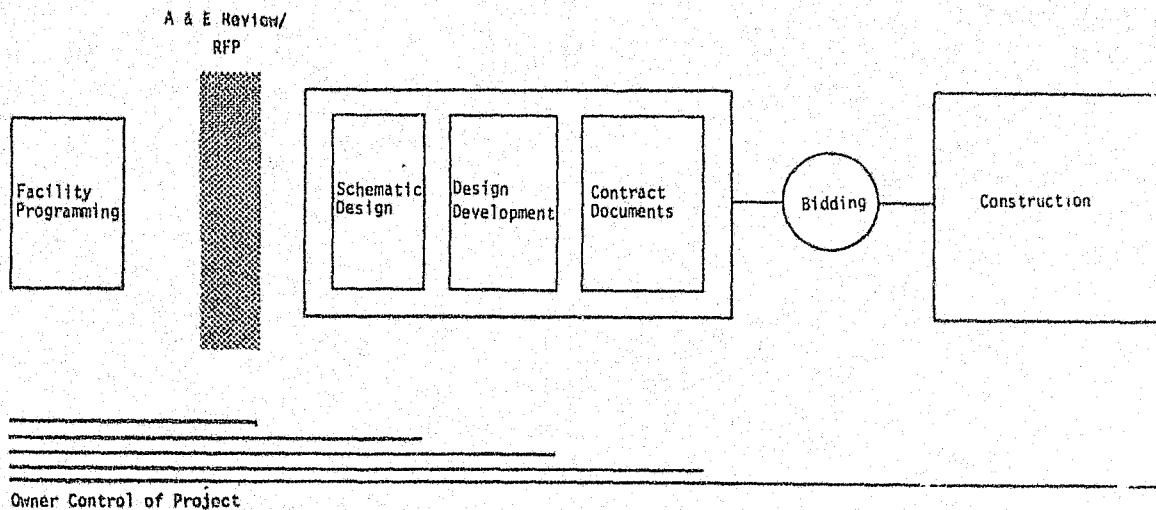 A & E Review/
RFP
Facility
Programming
Schematic
Design
Design
Development
Contract
Documents
Bidding
Construction
Owner Control of Project